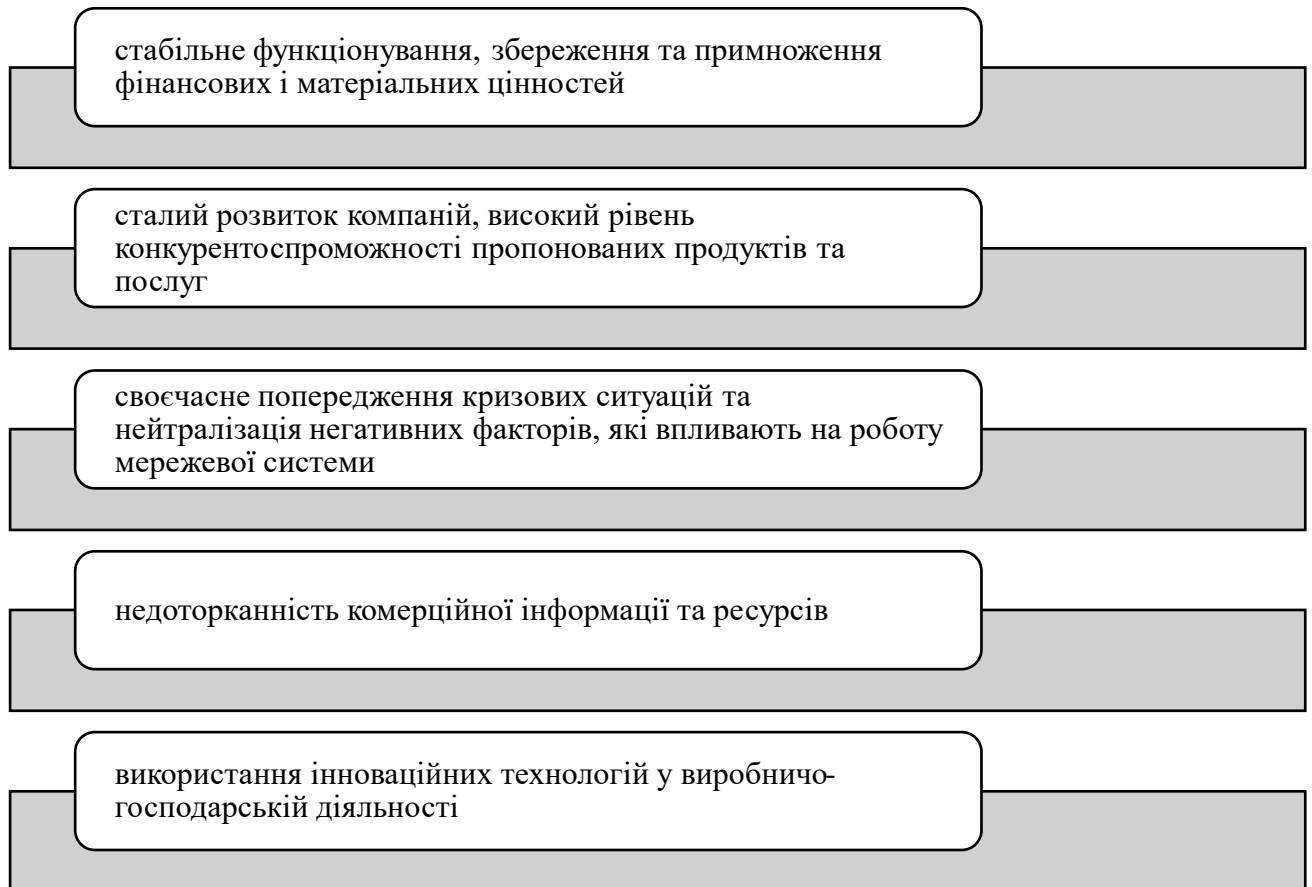 стабільне функціонування, збереження та примноження
фінансових і матеріальних цінностей
сталий розвиток компаній, високий рівень
конкурентоспроможності пропонованих продуктів та
послуг
своєчасне попередження кризових ситуацій та
нейтралізація негативних факторів, які впливають на роботу
мережевої системи
недоторканність комерційної інформації та ресурсів
використання інноваційних технологій у виробничо-
господарській діяльності